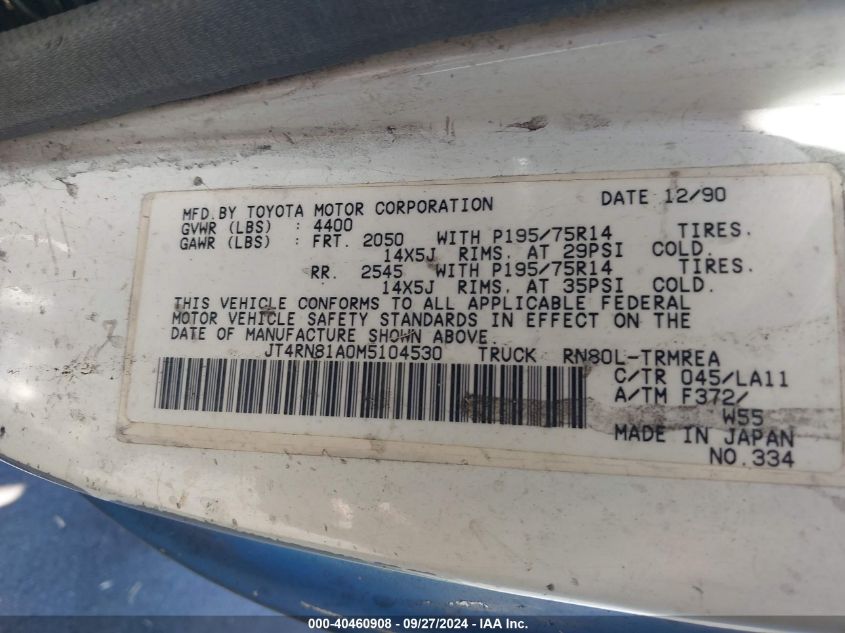 MFD.BY TOYOTA MOTOR CORPORATION DATE 12/90
GVWR (LBS) : 4400
GAWR (LBS) : FRT. 2050 WITH P195/75R14 TIRES.
14X5J RIMS, AT 29PSI COLD.
RR. 2545 WITH P195/75R14 TIRES.
14X5J RIMS, AT 35PSI COLD.
THIS VEHICLE CONFORMS TO ALL APPLICABLE FEDERAL
MOTOR VEHICLE SAFETY STANDARDS IN EFFECT ON THE
DATE OF MANUFACTURE SHOWN ABOVE.
JT4RN81A0M5104530 TRUCK RN80L-TRMREA
C/TR 045/LA11
A/TM F372/
W55
MADE IN JAPAN
NO.334
000-40460908 - 09/27/2024 - IAA Inc.